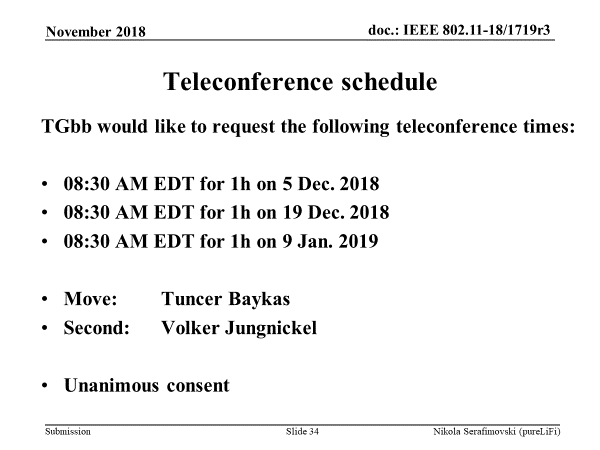 November 2018 doc.: IEEE 802.11-18/1719r3
Teleconference schedule
TGbb would like to request the following teleconference times:
• 08:30 AM EDT for 1h on 5 Dec. 2018
• 08:30 AM EDT for 1h on 19 Dec. 2018
• 08:30 AM EDT for 1h on 9 Jan. 2019
• Move: Tuncer Baykas
• Second: Volker Jungnickel
• Unanimous consent
Submission Slide 34 Nikola Serafimovski (pureLiFi)